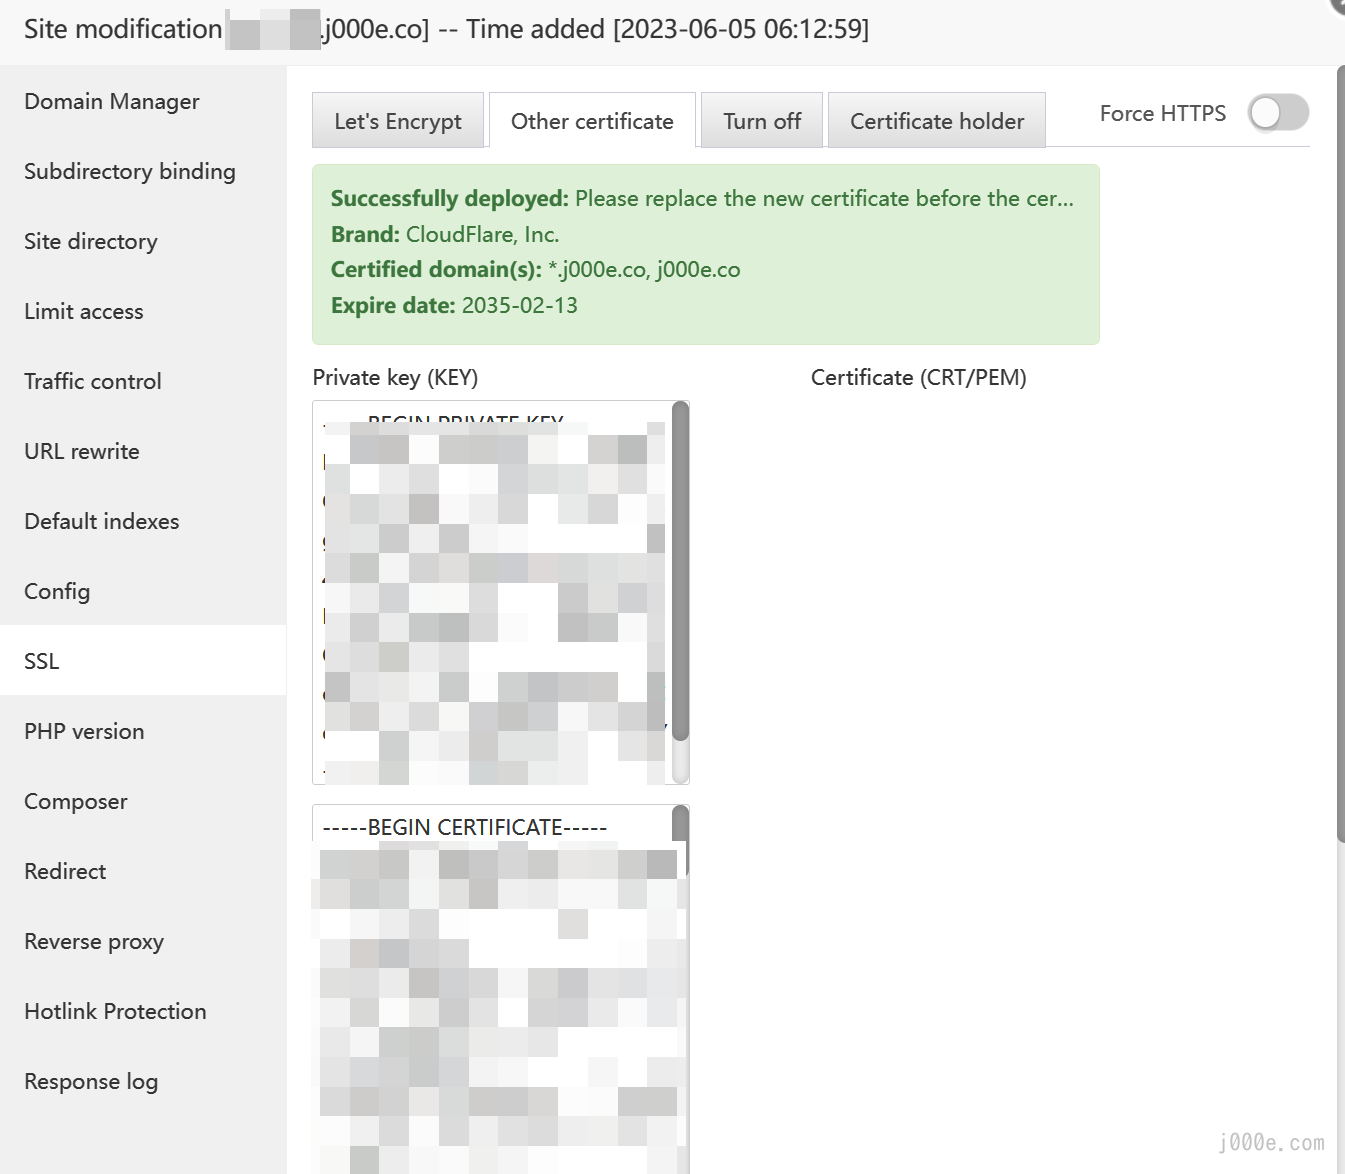 Site modification .j000e.co] -- Time added [2023-06-05 06:12:59]
Domain Manager
Subdirectory binding
Site directory
Limit access
Traffic control
URL rewrite
Default indexes
Config
SSL
PHP version
Composer
Redirect
Reverse proxy
Hotlink Protection
Response log
Let's Encrypt
Other certificate
Turn off
Certificate holder
Force HTTPS
Successfully deployed: Please replace the new certificate before the cer...
Brand: CloudFlare, Inc.
Certified domain(s): *.j000e.co, j000e.co
Expire date: 2035-02-13
Private key (KEY)
Certificate (CRT/PEM)
BEGIN PRIVATE KEY
-----BEGIN CERTIFICATE-----
j000e.com